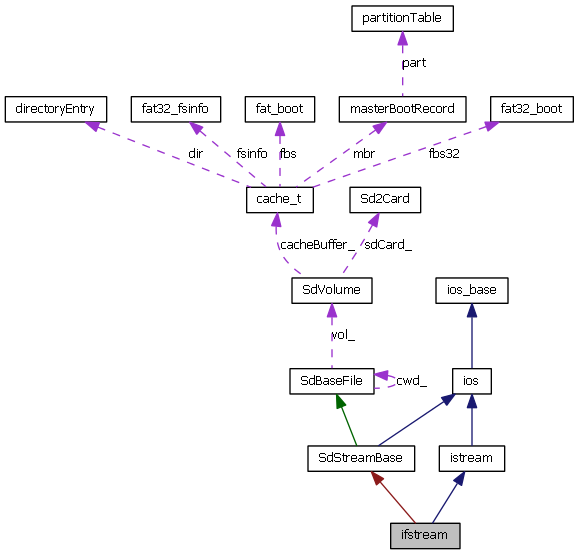 partitionTable
part
directoryEntry
fat32_fsinfo
fat_boot
masterBootRecord
fat32_boot
dir
fsinfo
fbs
mbr
fbs32
cache_t
Sd2Card
cacheBuffer_
sdCard_
SdVolume
ios_base
vol_
SdBaseFile
cwd_
ios
SdStreamBase
istream
ifstream